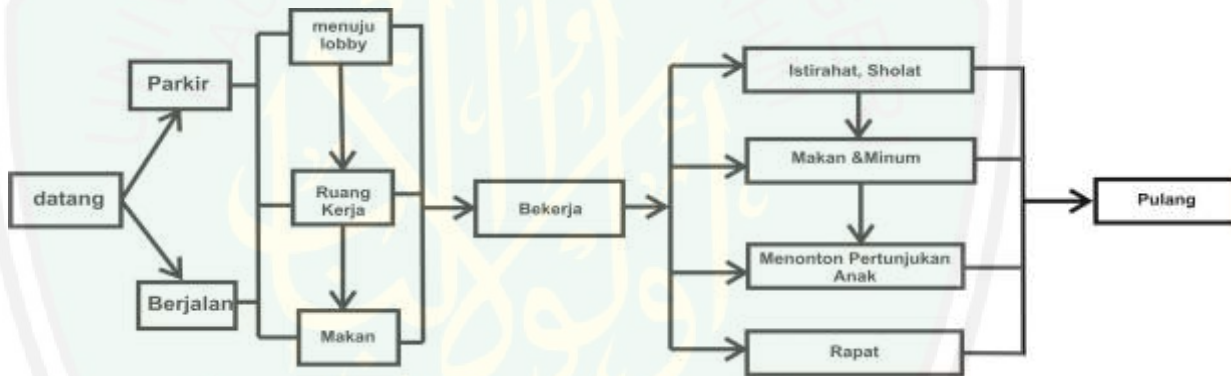 datang
Parkir
Berjalan
menuju
lobby
Ruang
Kerja
Makan
Bekerja
Istirahat, Sholat
Makan &Minum
Menonton Pertunjukan
Anak
Rapat
Pulang